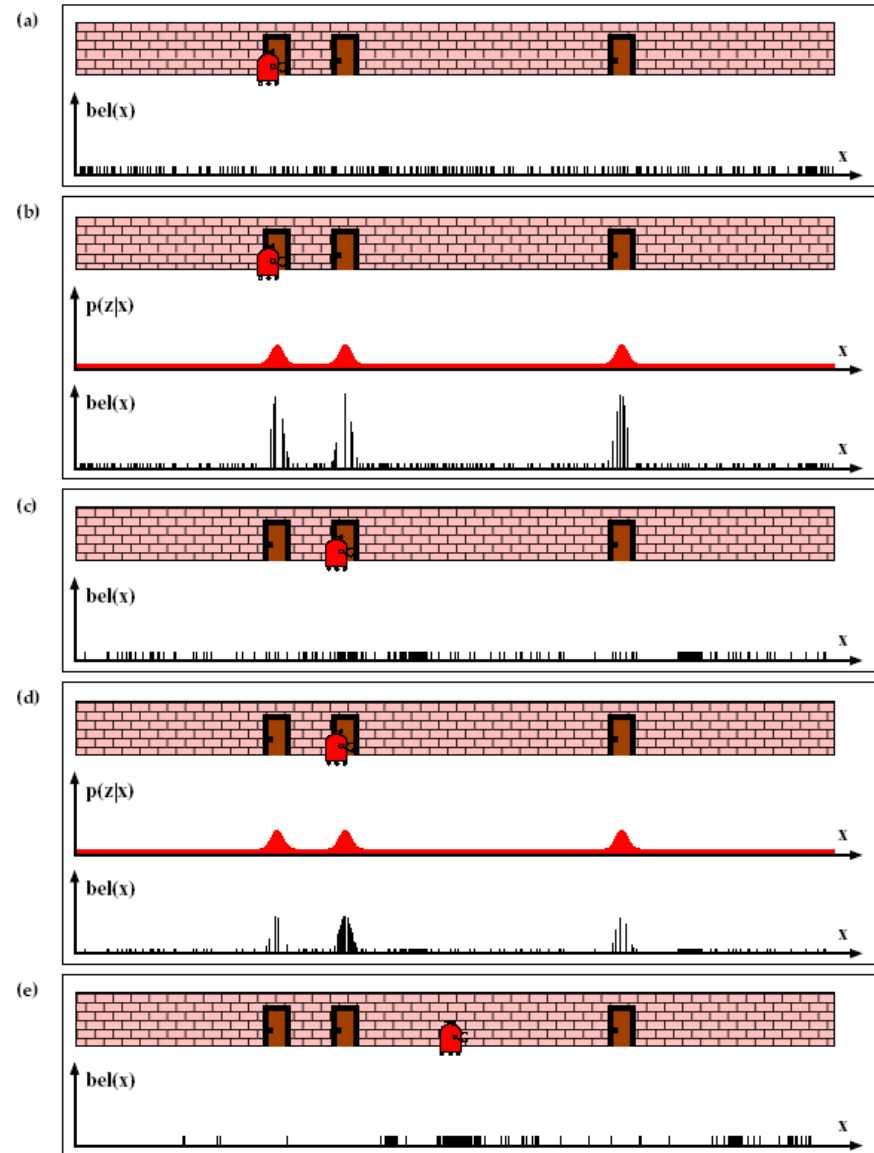 (a)
bel(x)
x
(b)
p(z|x)
x
bel(x)
x
(c)
bel(x)
x
(d)
p(z|x)
x
bel(x)
x
(e)
bel(x)
x